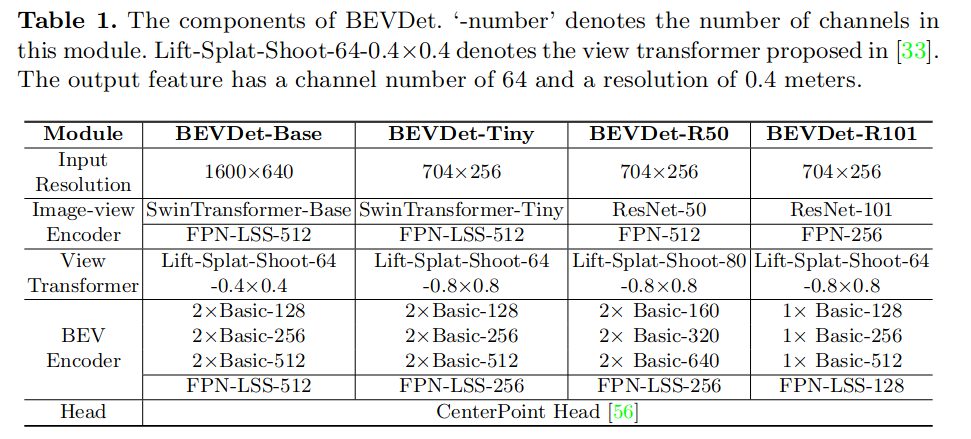 Table 1. The components of BEVDet. ‘-number’ denotes the number of channels in
this module. Lift-Splat-Shoot-64-0.4×0.4 denotes the view transformer proposed in [33].
The output feature has a channel number of 64 and a resolution of 0.4 meters.
Module BEVDet-Base BEVDet-Tiny BEVDet-R50 BEVDet-R101
Input
Resolution 1600×640 704×256 704×256 704×256
Image-view SwinTransformer-Base SwinTransformer-Tiny ResNet-50 ResNet-101
Encoder FPN-LSS-512 FPN-LSS-512 FPN-512 FPN-256
View Lift-Splat-Shoot-64 Lift-Splat-Shoot-64 Lift-Splat-Shoot-80 Lift-Splat-Shoot-64
Transformer -0.4×0.4 -0.8×0.8 -0.8×0.8 -0.8×0.8
2×Basic-128 2×Basic-128 2× Basic-160 1× Basic-128
BEV 2×Basic-256 2×Basic-256 2× Basic-320 1× Basic-256
Encoder 2×Basic-512 2×Basic-512 2× Basic-640 1× Basic-512
FPN-LSS-512 FPN-LSS-256 FPN-LSS-256 FPN-LSS-128
Head CenterPoint Head [56]